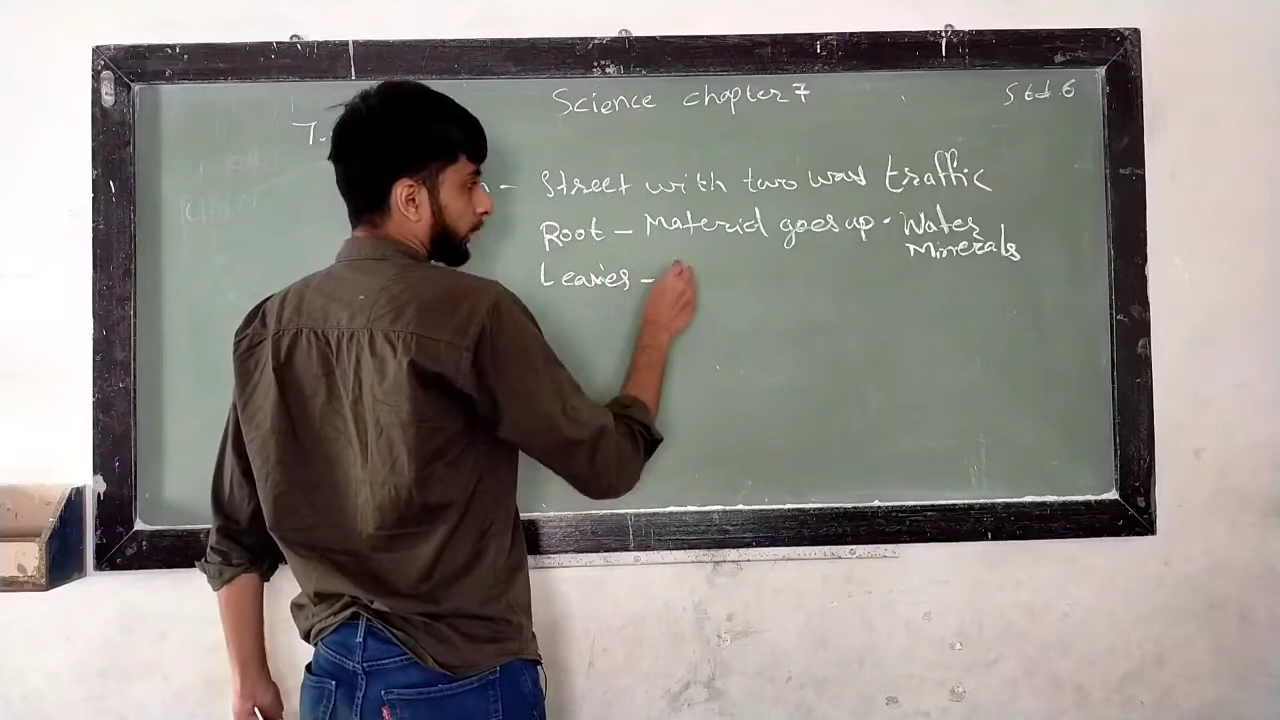 Science chapter 7
Std 6
7.
n - Street with two way traffic
Root - Material goes up . Water
Minerals
Leaves -